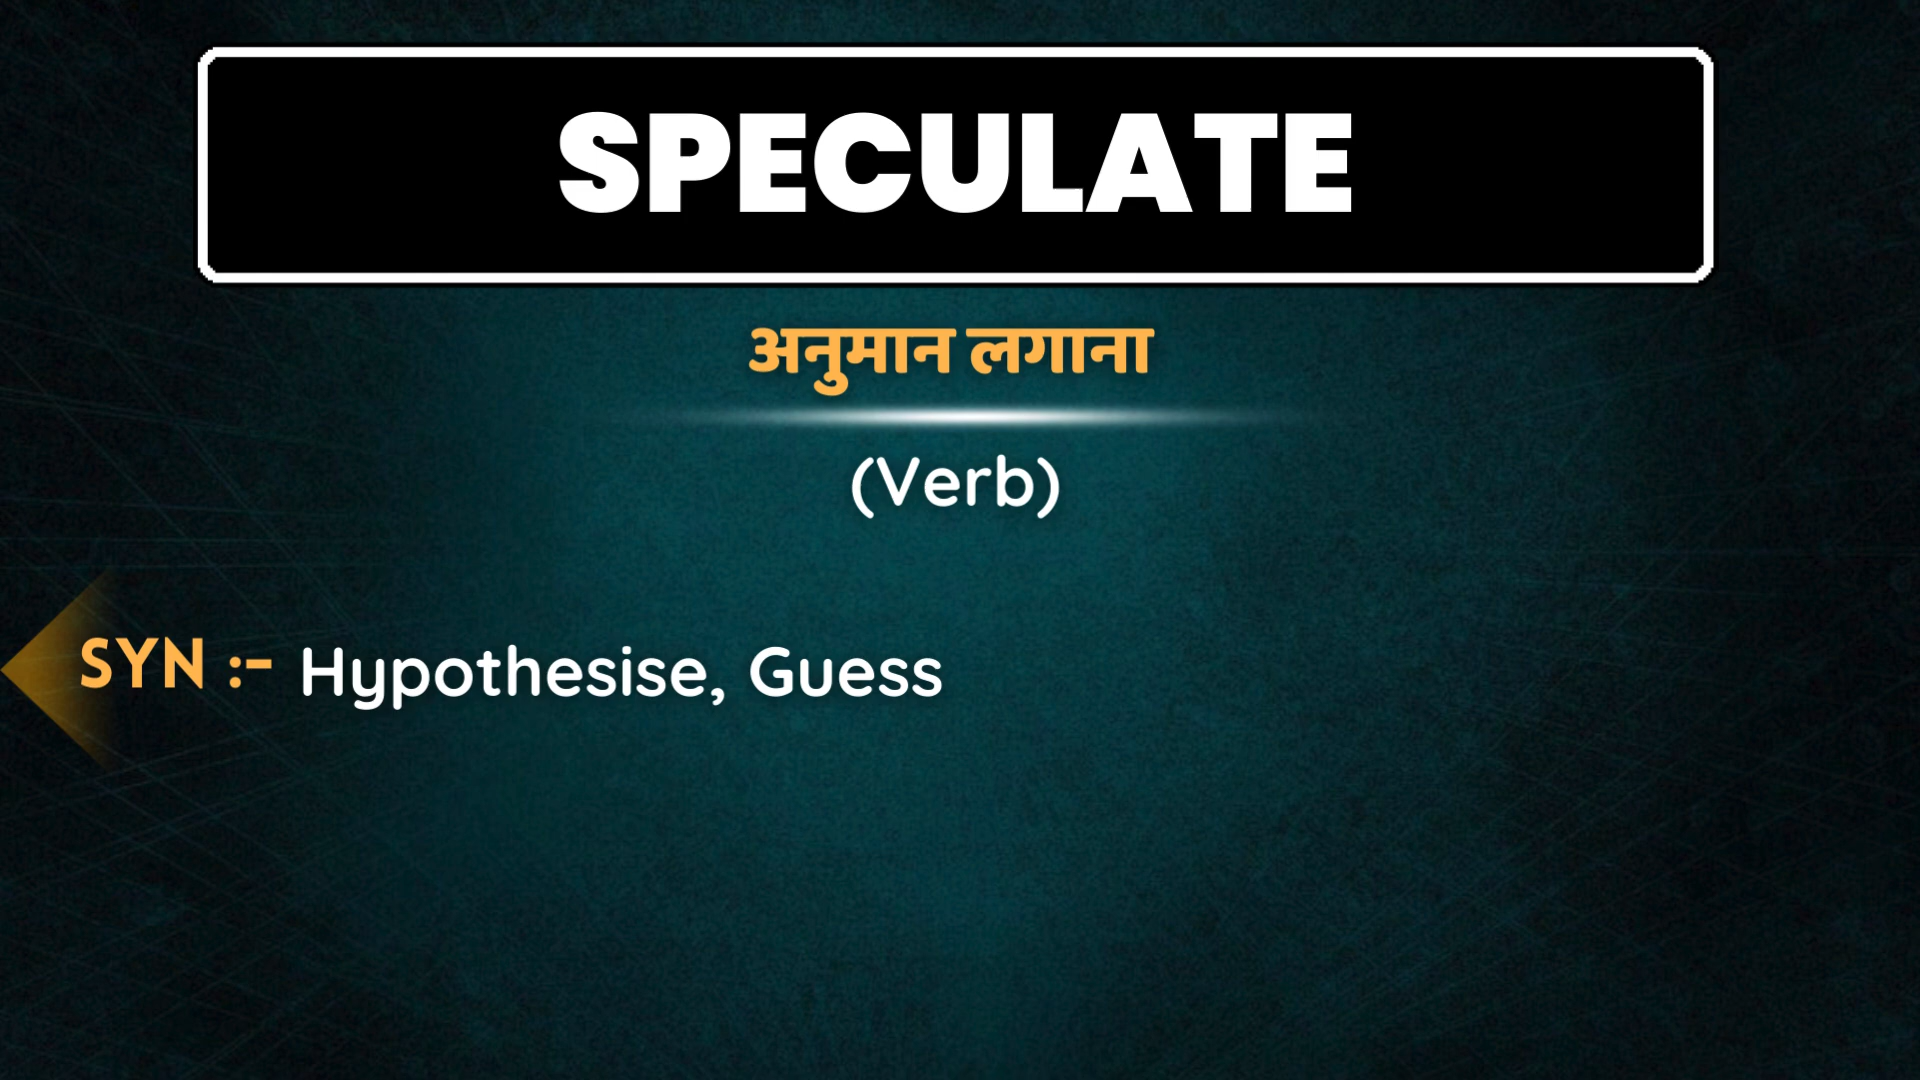 SPECULATE
अनुमान लगाना
(Verb)
SYN :- Hypothesise, Guess